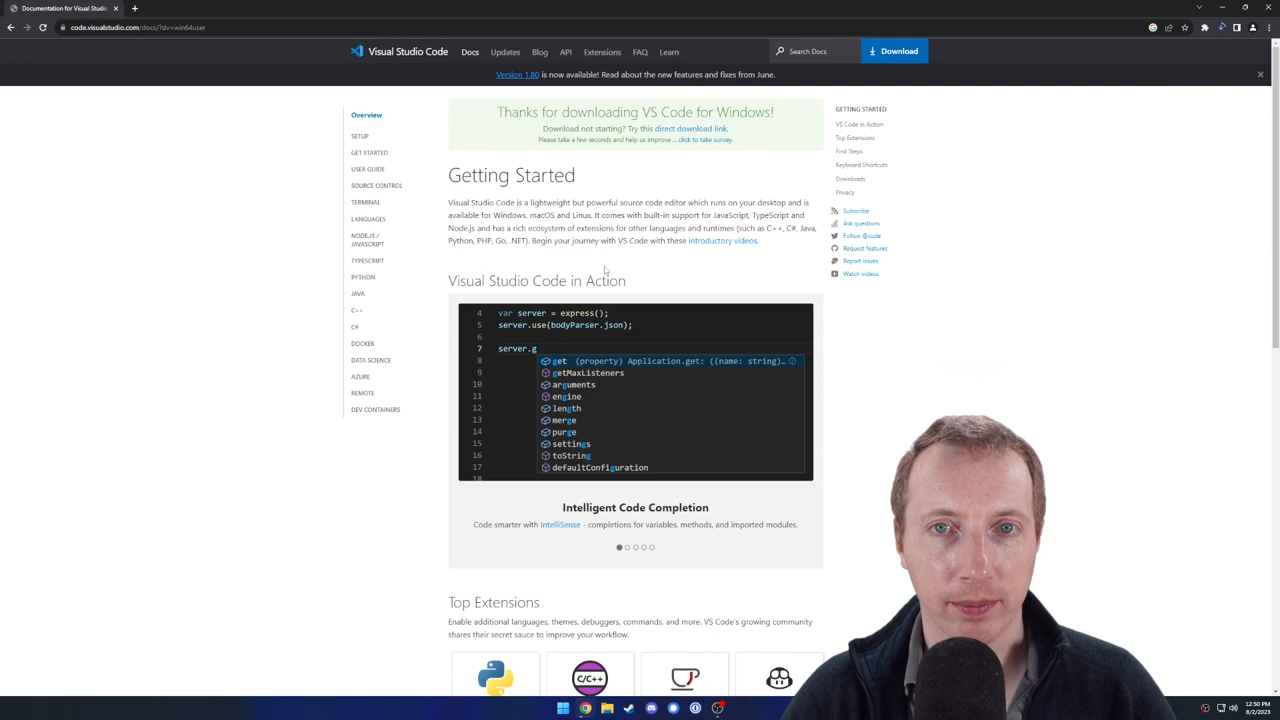 Documentation for Visual Studio
code.visualstudio.com/docs/?dv=win64user
Visual Studio Code
Docs
Updates
Blog
API
Extensions
FAQ
Learn
Search Docs
Download
Version 1.80 is now available! Read about the new features and fixes from June.
Overview
SETUP
GET STARTED
USER GUIDE
SOURCE CONTROL
TERMINAL
LANGUAGES
NODE.JS /
JAVASCRIPT
TYPESCRIPT
PYTHON
JAVA
C++
C#
DOCKER
DATA SCIENCE
AZURE
REMOTE
DEV CONTAINERS
Thanks for downloading VS Code for Windows!
Download not starting? Try this direct download link.
Please take a few seconds and help us improve ... click to take survey.
Getting Started
Visual Studio Code is a lightweight but powerful source code editor which runs on your desktop and is
available for Windows, macOS and Linux. It comes with built-in support for JavaScript, TypeScript and
Node.js and has a rich ecosystem of extensions for other languages and runtimes (such as C++, C#, Java,
Python, PHP, Go, .NET). Begin your journey with VS Code with these introductory videos.
Visual Studio Code in Action
4 var server = express();
5 server.use(bodyParser.json);
6
7 server.g
8 get (property) Application.get: ((name: string)…
9 getMaxListeners
10 arguments
11 engine
12 length
13 merge
14 purge
15 settings
16 toString
17 defaultConfiguration
18
Intelligent Code Completion
Code smarter with IntelliSense - completions for variables, methods, and imported modules.
Top Extensions
Enable additional languages, themes, debuggers, commands, and more. VS Code's growing community
shares their secret sauce to improve your workflow.
C/C++
GETTING STARTED
VS Code in Action
Top Extensions
First Steps
Keyboard Shortcuts
Downloads
Privacy
Subscribe
Ask questions
Follow @code
Request features
Report issues
Watch videos
12:50 PM
8/2/2023